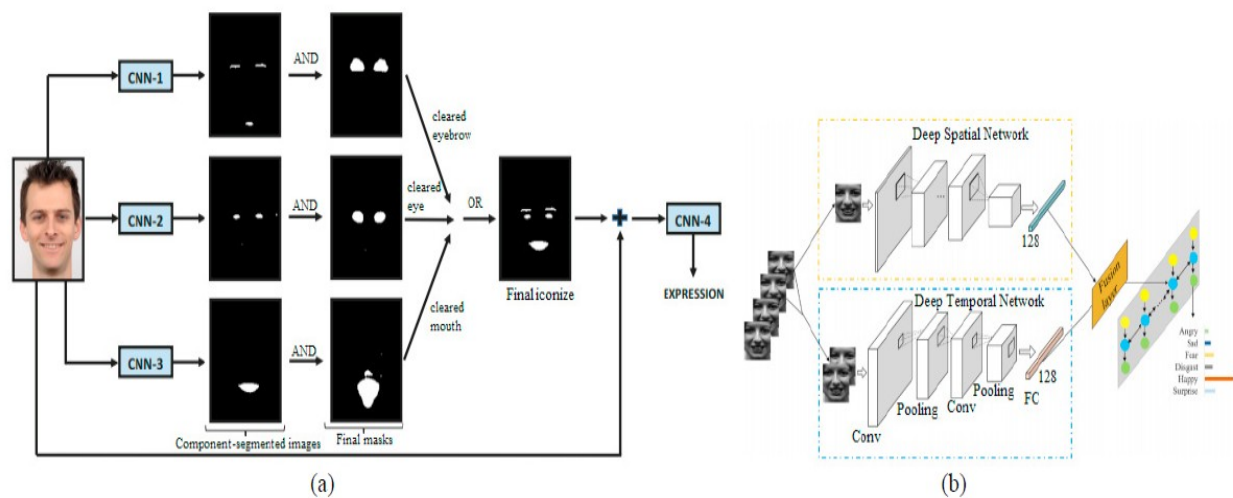 CNN-1
AND
cleared
eyebrow
CNN-2
AND
cleared
eye
OR
CNN-4
Final iconize
EXPRESSION
CNN-3
AND
cleared
mouth
Component-segmented images
Final masks
(a)
Deep Spatial Network
...
128
Fusion
layer
Deep Temporal Network
Conv
Pooling
Conv
Pooling
128
FC
Angry
Sad
Fear
Disgust
Happy
Surprise
(b)